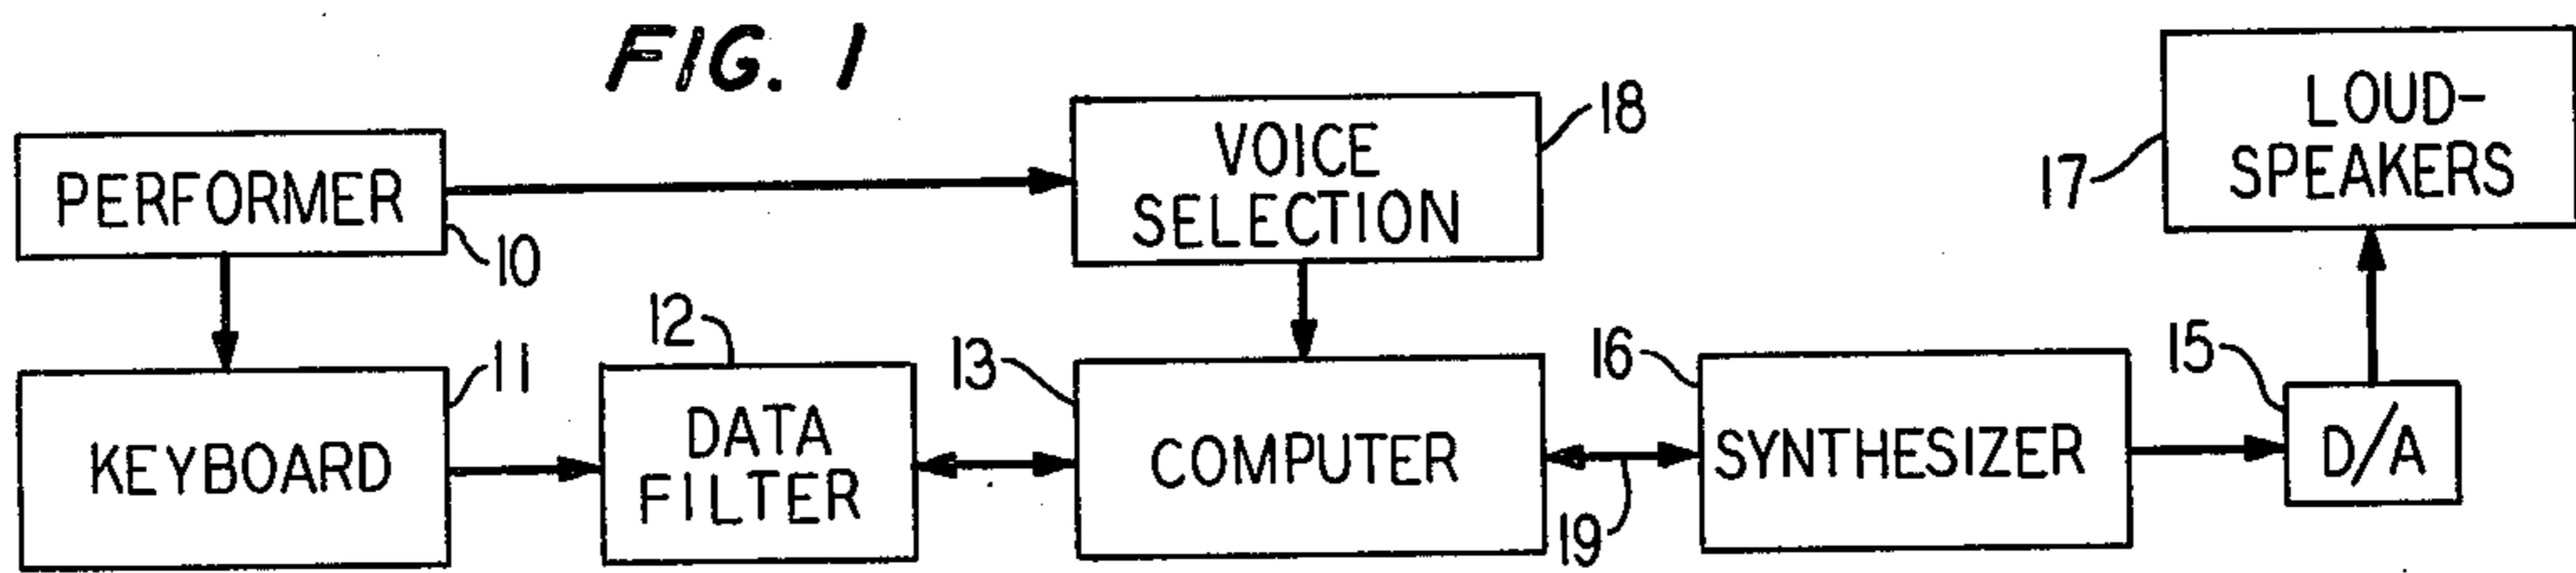 FIG. 1
PERFORMER
10
VOICE
SELECTION
18
LOUD-
SPEAKERS
17
KEYBOARD
11
DATA
FILTER
12
COMPUTER
13
19
SYNTHESIZER
16
D/A
15